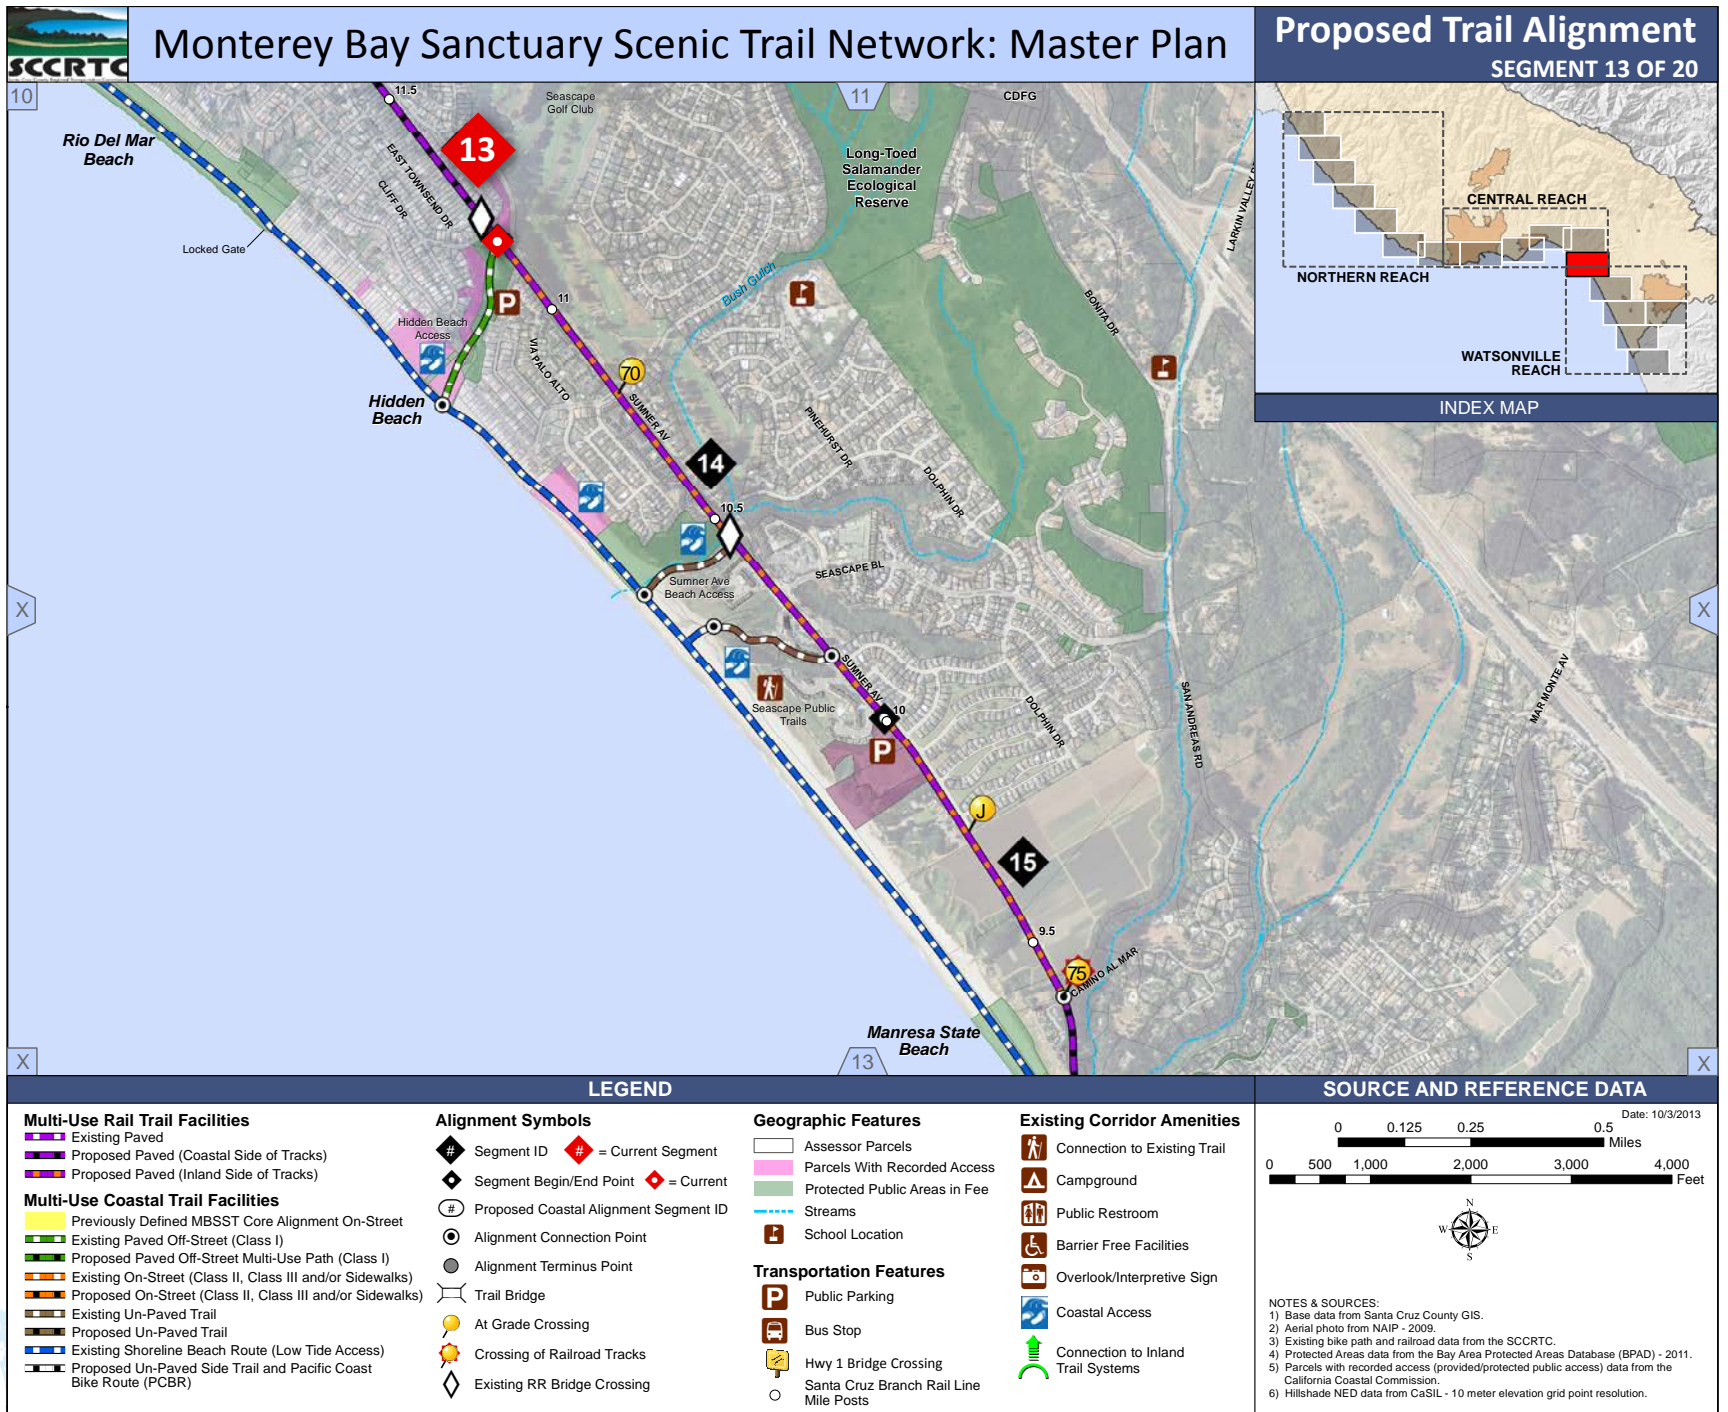 SCCRTC
Monterey Bay Sanctuary Scenic Trail Network: Master Plan
Proposed Trail Alignment
SEGMENT 13 OF 20
10
11.5
Seascape
Golf Club
11
CDFG
Rio Del Mar
Beach
13
EAST TOWNSEND DR
CLIFF DR
Long-Toed
Salamander
Ecological
Reserve
LARKIN VALLEY
Locked Gate
Bush Gulch
P
11
Hidden Beach
Access
VIA PALO ALTO
BONITA DR
70
SUMNER AV
Hidden
Beach
PINEHURST DR
14
DOLPHIN DR
10.5
SEASCAPE BL
Sumner Ave
Beach Access
X
X
SUMNER AV
Seascape Public
Trails
10
P
DOLPHIN DR
SAN ANDREAS RD
MAR MONTE AV
J
15
9.5
75
CAMINO AL MAR
Manresa State
Beach
X
13
X
CENTRAL REACH
NORTHERN REACH
WATSONVILLE
REACH
INDEX MAP
LEGEND
Multi-Use Rail Trail Facilities
Existing Paved
Proposed Paved (Coastal Side of Tracks)
Proposed Paved (Inland Side of Tracks)
Multi-Use Coastal Trail Facilities
Previously Defined MBSST Core Alignment On-Street
Existing Paved Off-Street (Class I)
Proposed Paved Off-Street Multi-Use Path (Class I)
Existing On-Street (Class II, Class III and/or Sidewalks)
Proposed On-Street (Class II, Class III and/or Sidewalks)
Existing Un-Paved Trail
Proposed Un-Paved Trail
Existing Shoreline Beach Route (Low Tide Access)
Proposed Un-Paved Side Trail and Pacific Coast
Bike Route (PCBR)
Alignment Symbols
# Segment ID # = Current Segment
Segment Begin/End Point = Current
# Proposed Coastal Alignment Segment ID
Alignment Connection Point
Alignment Terminus Point
Trail Bridge
At Grade Crossing
Crossing of Railroad Tracks
Existing RR Bridge Crossing
Geographic Features
Assessor Parcels
Parcels With Recorded Access
Protected Public Areas in Fee
Streams
School Location
Transportation Features
P Public Parking
Bus Stop
Hwy 1 Bridge Crossing
Santa Cruz Branch Rail Line
Mile Posts
Existing Corridor Amenities
Connection to Existing Trail
Campground
Public Restroom
Barrier Free Facilities
Overlook/Interpretive Sign
Coastal Access
Connection to Inland
Trail Systems
SOURCE AND REFERENCE DATA
Date: 10/3/2013
0 0.125 0.25 0.5
Miles
0 500 1,000 2,000 3,000 4,000
Feet
N
W E
S
NOTES & SOURCES:
1) Base data from Santa Cruz County GIS.
2) Aerial photo from NAIP - 2009.
3) Existing bike path and railroad data from the SCCRTC.
4) Protected Areas data from the Bay Area Protected Areas Database (BPAD) - 2011.
5) Parcels with recorded access (provided/protected public access) data from the
California Coastal Commission.
6) Hillshade NED data from CaSIL - 10 meter elevation grid point resolution.